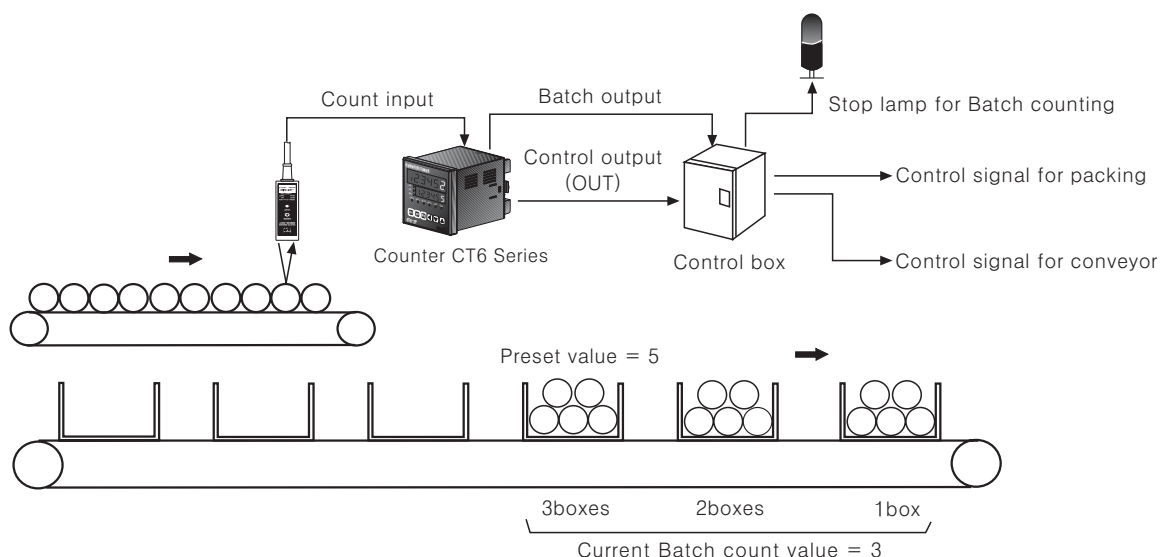 Count input
Batch output
Stop lamp for Batch counting
Control output
(OUT)
Control signal for packing
Counter CT6 Series
Control box
Control signal for conveyor
Preset value = 5
3boxes
2boxes
1box
Current Batch count value = 3